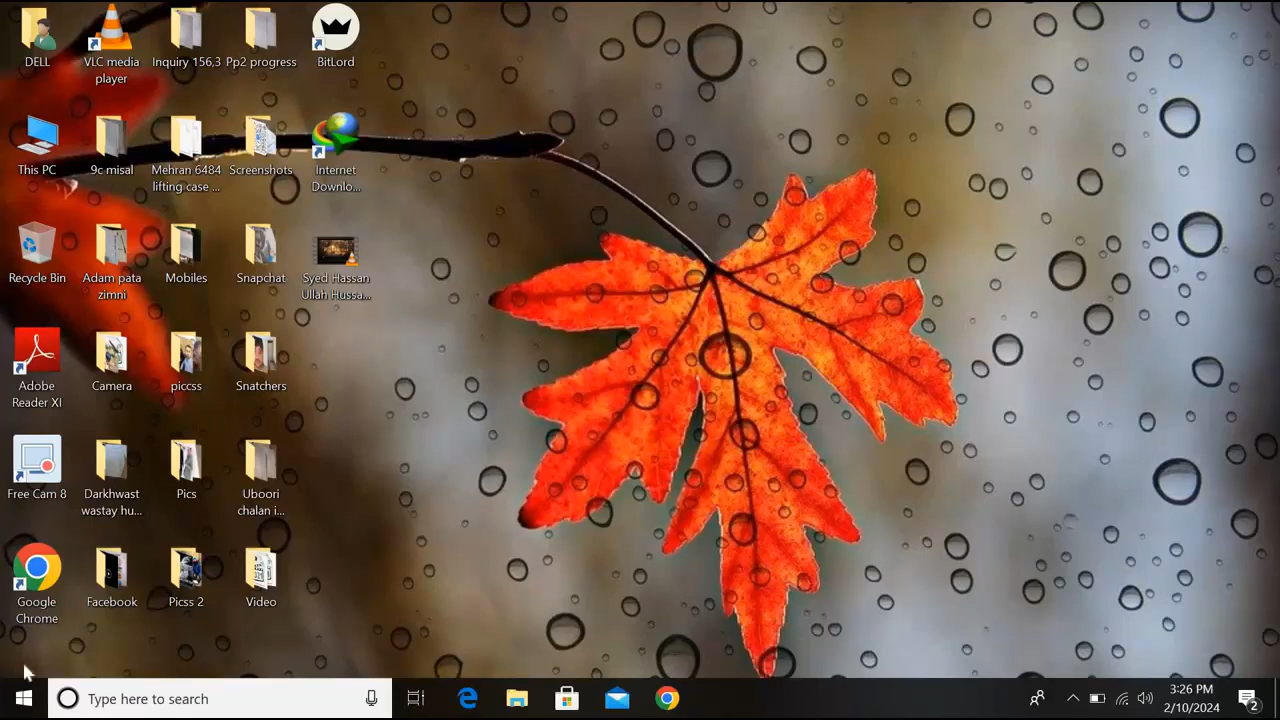 DELL
VLC media
player
Inquiry 156,3
Pp2 progress
BitLord
This PC
9c misal
Mehran 6484
lifting case ...
Screenshots
Internet
Downlo...
Recycle Bin
Adam pata
zimni
Mobiles
Snapchat
Syed Hassan
Ullah Hussa...
Adobe
Reader XI
Camera
piccss
Snatchers
Free Cam 8
Darkhwast
wastay hu...
Pics
Uboori
chalan i...
Google
Chrome
Facebook
Picss 2
Video
Type here to search
3:26 PM
2/10/2024
2